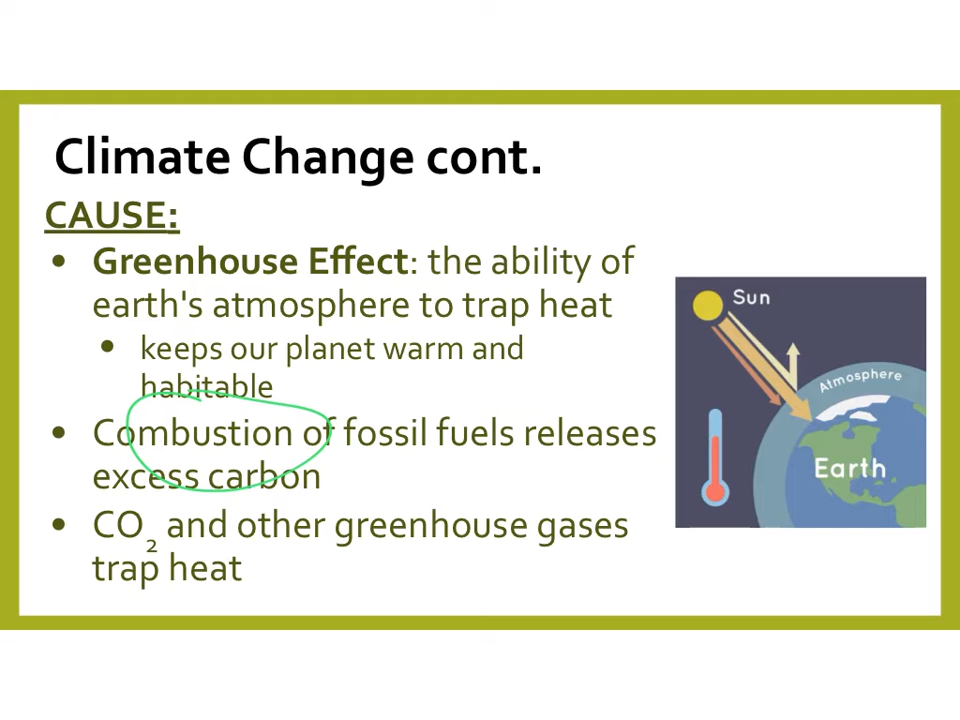 Climate Change cont.
CAUSE:
• Greenhouse Effect: the ability of
earth's atmosphere to trap heat
• keeps our planet warm and
habitable
• Combustion of fossil fuels releases
excess carbon
• CO₂ and other greenhouse gases
trap heat
Sun
Atmosphere
Earth